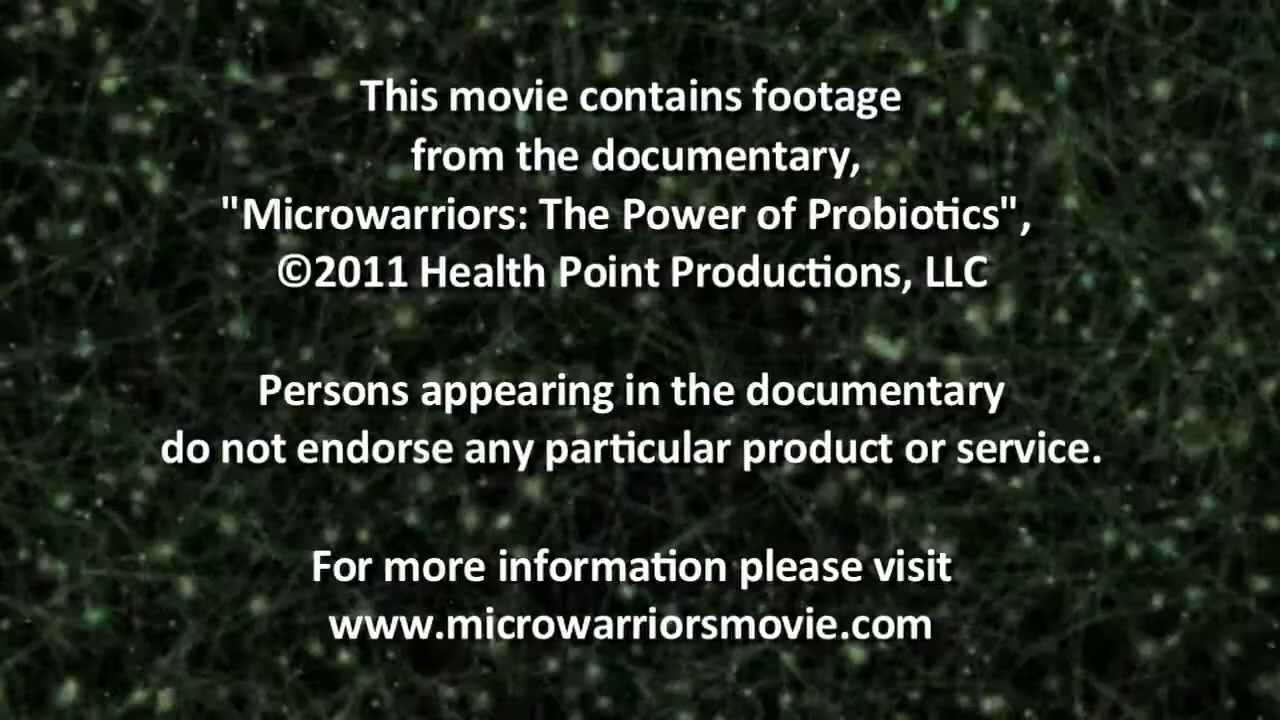 This movie contains footage
from the documentary,
"Microwarriors: The Power of Probiotics",
©2011 Health Point Productions, LLC
Persons appearing in the documentary
do not endorse any particular product or service.
For more information please visit
www.microwarriorsmovie.com